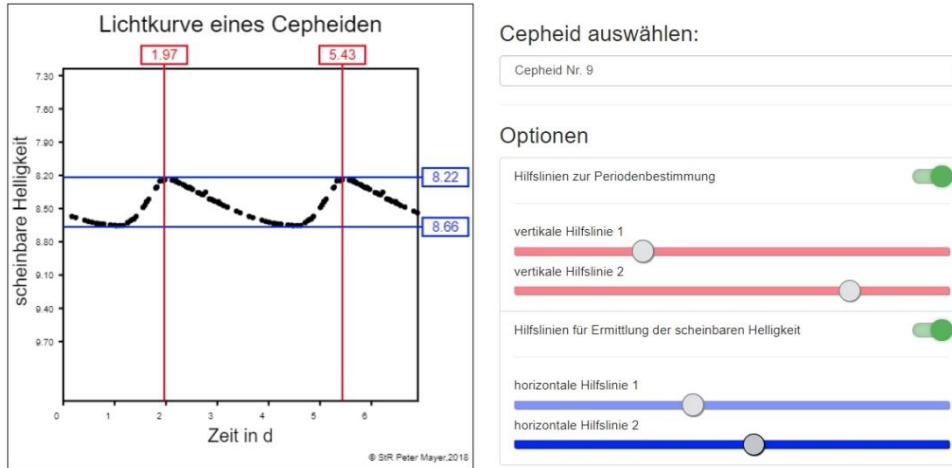 Lichtkurve eines Cepheiden
1.97
5.43
scheinbare Helligkeit
7.30
7.60
7.90
8.20
8.50
8.80
9.10
9.40
9.70
8.22
8.66
0
1
2
3
4
5
6
Zeit in d
© StR Peter Mayer,2018
Cepheid auswählen:
Cepheid Nr. 9
Optionen
Hilfslinien zur Periodenbestimmung
vertikale Hilfslinie 1
vertikale Hilfslinie 2
Hilfslinien für Ermittlung der scheinbaren Helligkeit
horizontale Hilfslinie 1
horizontale Hilfslinie 2